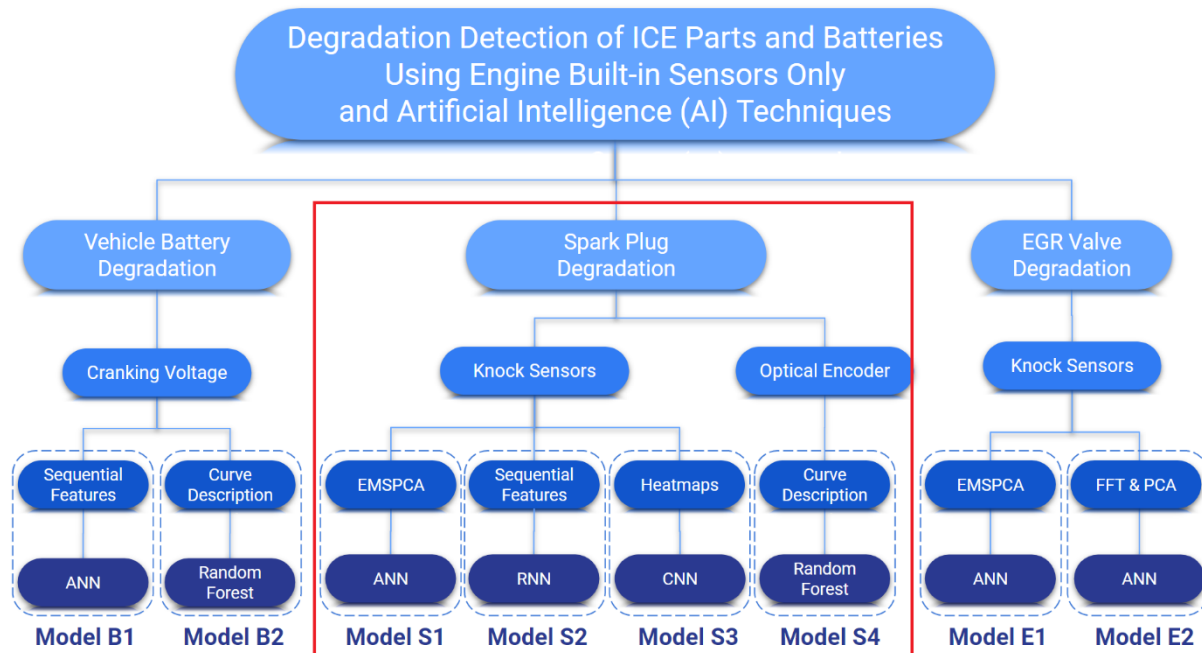 Degradation Detection of ICE Parts and Batteries
Using Engine Built-in Sensors Only
and Artificial Intelligence (AI) Techniques
Vehicle Battery
Degradation
Spark Plug
Degradation
EGR Valve
Degradation
Cranking Voltage
Knock Sensors
Optical Encoder
Knock Sensors
Sequential
Features
Curve
Description
EMSPCA
Sequential
Features
Heatmaps
Curve
Description
EMSPCA
FFT & PCA
ANN
Random
Forest
ANN
RNN
CNN
Random
Forest
ANN
ANN
Model B1
Model B2
Model S1
Model S2
Model S3
Model S4
Model E1
Model E2